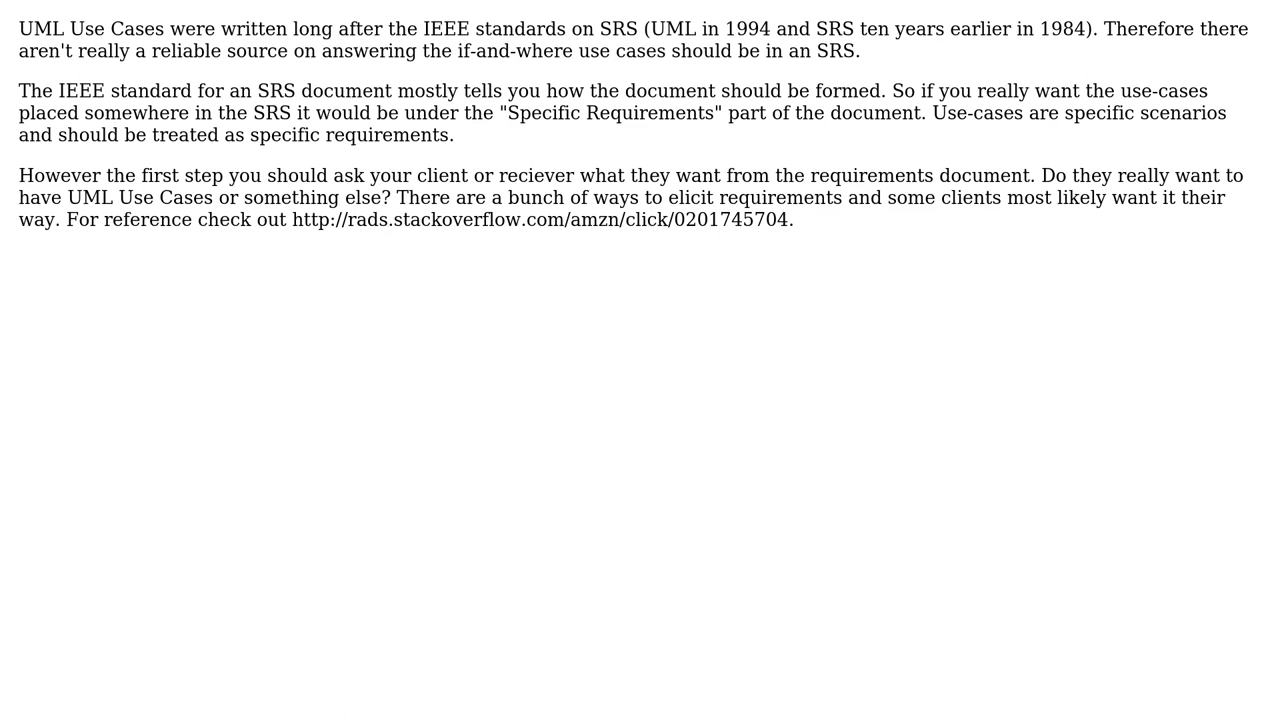 UML Use Cases were written long after the IEEE standards on SRS (UML in 1994 and SRS ten years earlier in 1984). Therefore there
aren't really a reliable source on answering the if-and-where use cases should be in an SRS.
The IEEE standard for an SRS document mostly tells you how the document should be formed. So if you really want the use-cases
placed somewhere in the SRS it would be under the "Specific Requirements" part of the document. Use-cases are specific scenarios
and should be treated as specific requirements.
However the first step you should ask your client or reciever what they want from the requirements document. Do they really want to
have UML Use Cases or something else? There are a bunch of ways to elicit requirements and some clients most likely want it their
way. For reference check out http://rads.stackoverflow.com/amzn/click/0201745704.